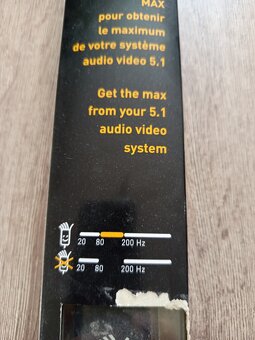 MAX
pour obtenir
le maximum
de votre système
audio video 5.1
Get the max
from your 5.1
audio video
system
20 80 200 Hz
20 80 200 Hz